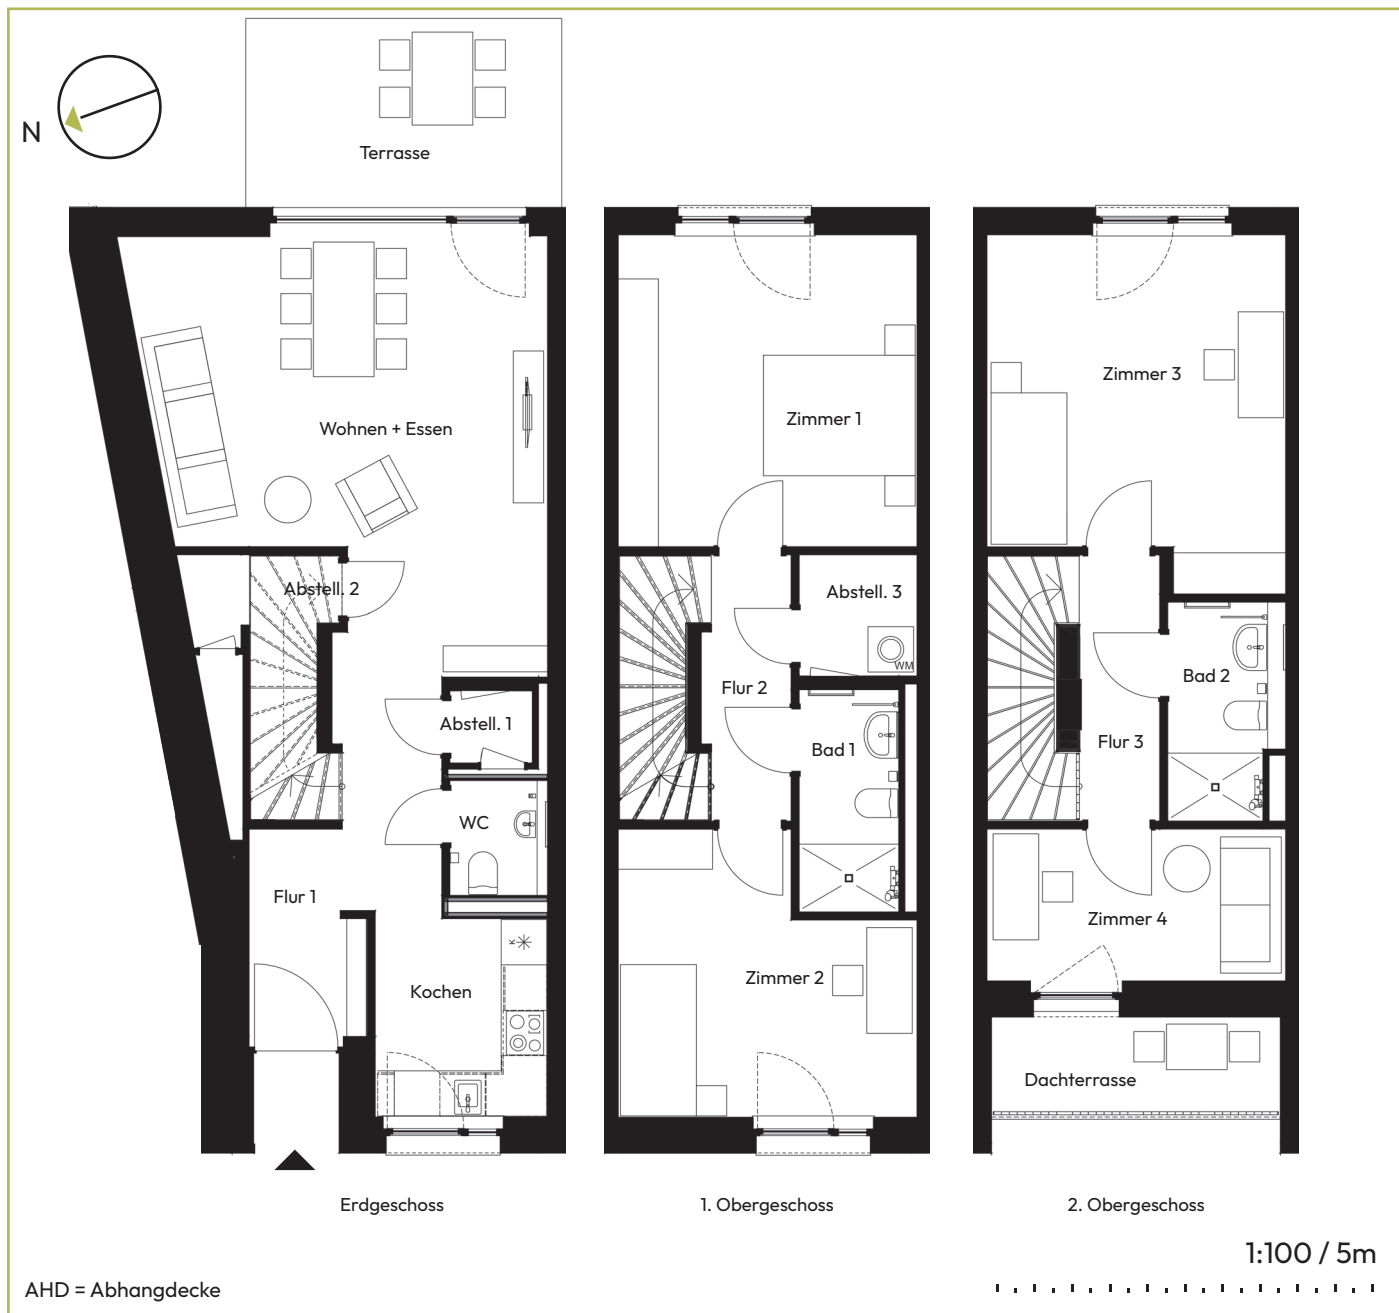 N
Terrasse
Wohnen + Essen
Abstell. 2
Abstell. 1
WC
Flur 1
K
Kochen
Erdgeschoss
Zimmer 1
Abstell. 3
WM
Flur 2
Bad 1
Zimmer 2
1. Obergeschoss
Zimmer 3
Bad 2
Flur 3
Zimmer 4
Dachterrasse
2. Obergeschoss
1:100 / 5m
AHD = Abhangdecke